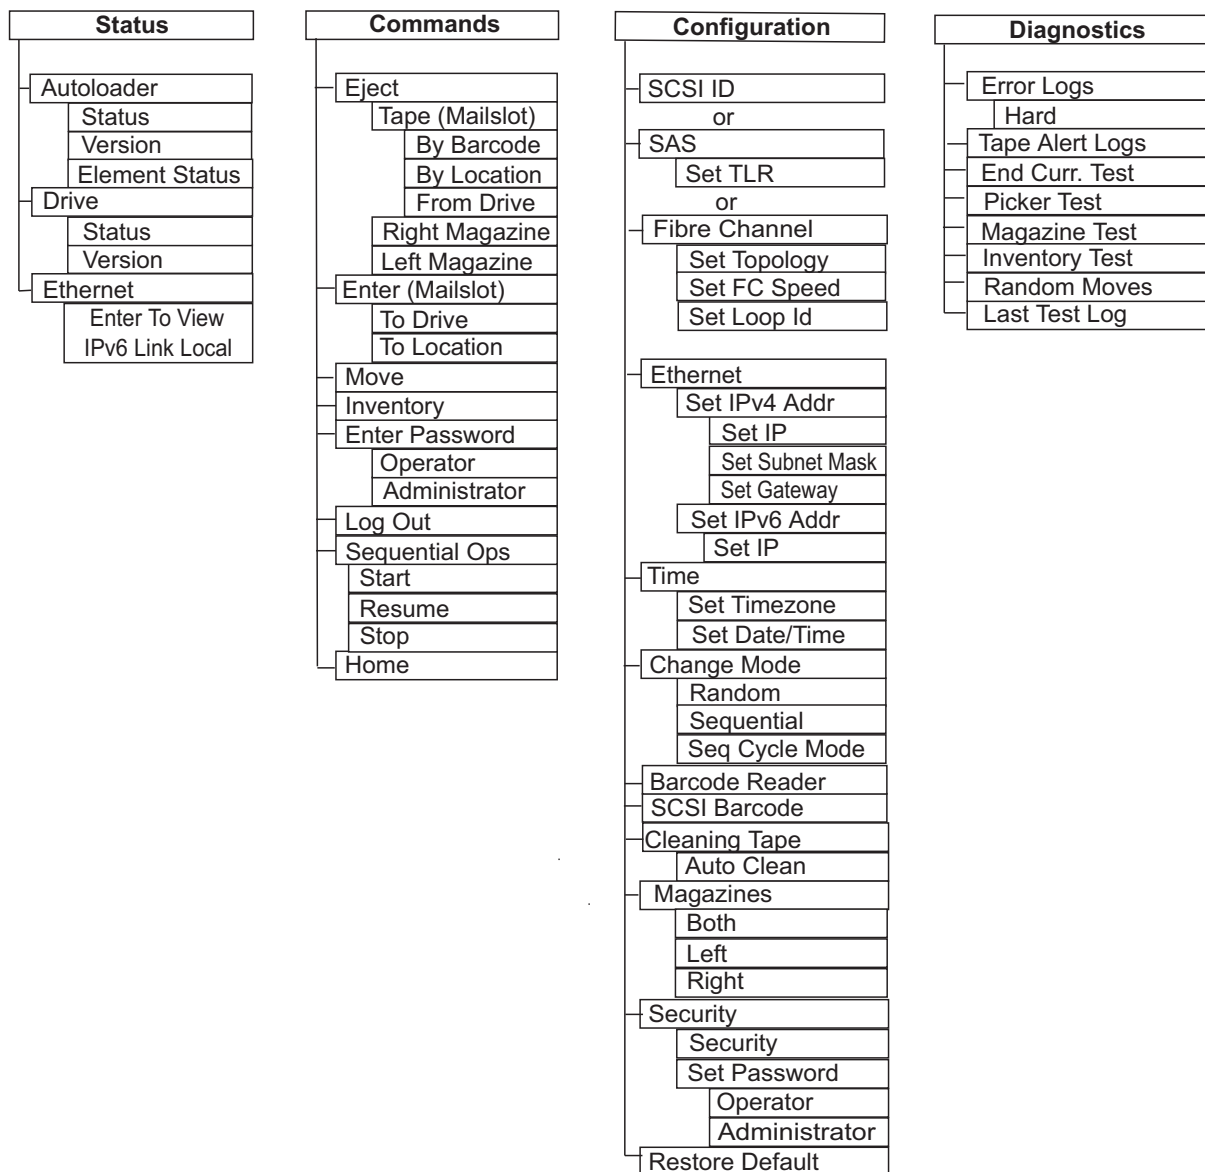 Status
Autoloader
Status
Version
Element Status
Drive
Status
Version
Ethernet
Enter To View
IPv6 Link Local
Commands
Eject
Tape (Mailslot)
By Barcode
By Location
From Drive
Right Magazine
Left Magazine
Enter (Mailslot)
To Drive
To Location
Move
Inventory
Enter Password
Operator
Administrator
Log Out
Sequential Ops
Start
Resume
Stop
Home
Configuration
SCSI ID
or
SAS
Set TLR
or
Fibre Channel
Set Topology
Set FC Speed
Set Loop Id
Ethernet
Set IPv4 Addr
Set IP
Set Subnet Mask
Set Gateway
Set IPv6 Addr
Set IP
Time
Set Timezone
Set Date/Time
Change Mode
Random
Sequential
Seq Cycle Mode
Barcode Reader
SCSI Barcode
Cleaning Tape
Auto Clean
Magazines
Both
Left
Right
Security
Security
Set Password
Operator
Administrator
Restore Default
Diagnostics
Error Logs
Hard
Tape Alert Logs
End Curr. Test
Picker Test
Magazine Test
Inventory Test
Random Moves
Last Test Log